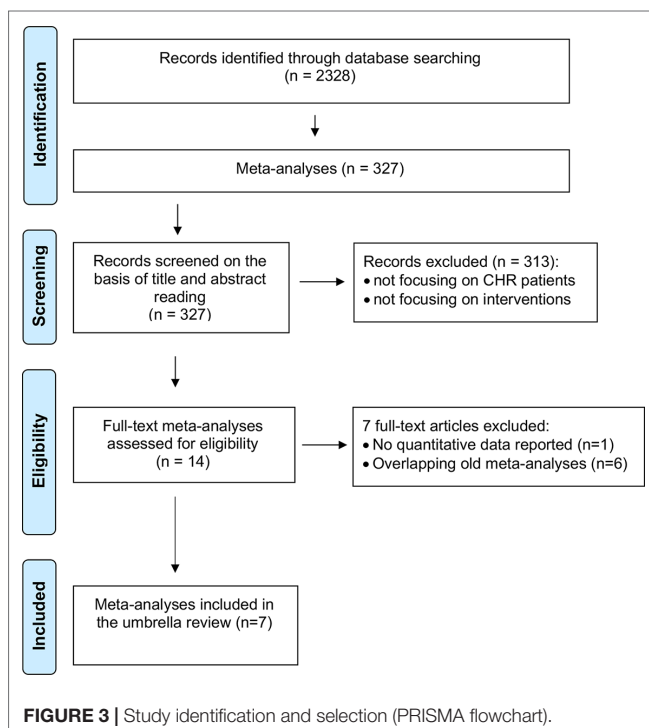 Identification
Records identified through database searching
(n = 2328)
Meta-analyses (n = 327)
Screening
Records screened on the
basis of title and abstract
reading
(n = 327)
Records excluded (n = 313):
• not focusing on CHR patients
• not focusing on interventions
Eligibility
Full-text meta-analyses
assessed for eligibility
(n = 14)
7 full-text articles excluded:
• No quantitative data reported (n=1)
• Overlapping old meta-analyses (n=6)
Included
Meta-analyses included in
the umbrella review (n=7)
FIGURE 3 | Study identification and selection (PRISMA flowchart).